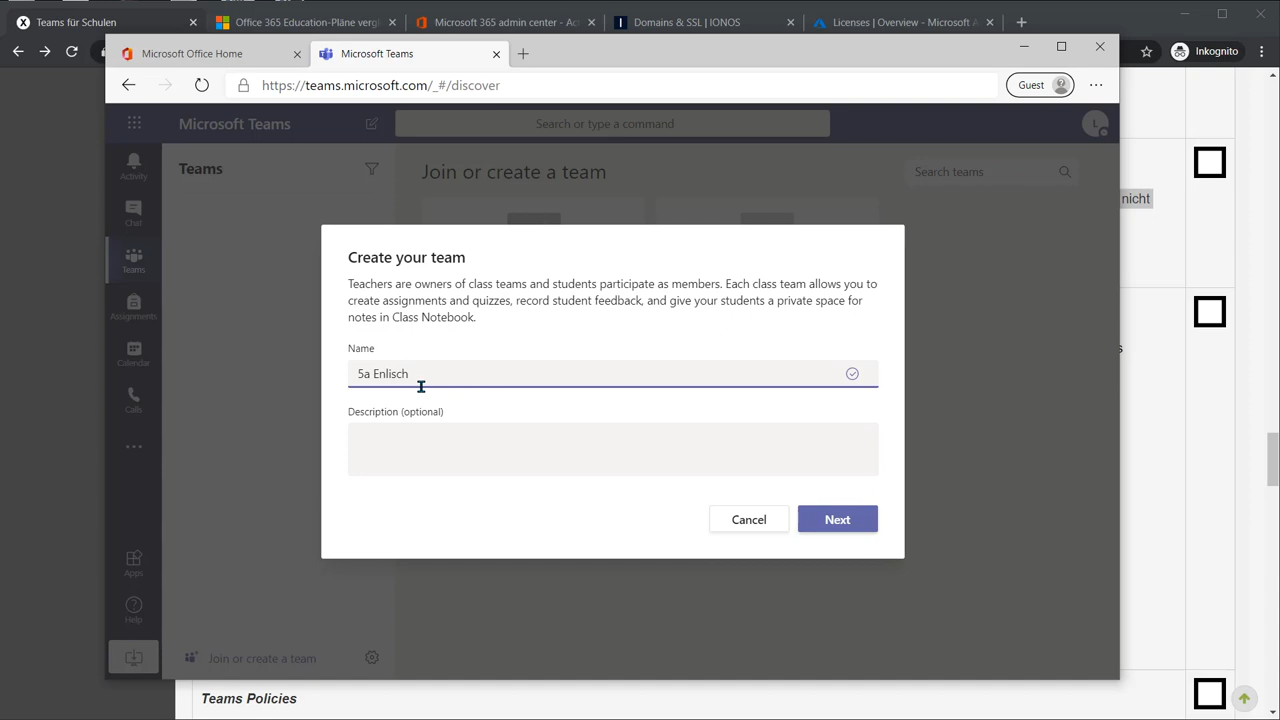 Teams für Schulen
Office 365 Education-Pläne vergl
Microsoft 365 admin center - Act
Domains & SSL | IONOS
Licenses | Overview - Microsoft A
Inkognito
Microsoft Office Home
Microsoft Teams
https://teams.microsoft.com/_#/discover
Guest
Microsoft Teams
Search or type a command
L
Activity
Chat
Teams
Assignments
Calendar
Calls
Apps
Help
Teams
Join or create a team
Search teams
nicht
Create your team
Teachers are owners of class teams and students participate as members. Each class team allows you to
create assignments and quizzes, record student feedback, and give your students a private space for
notes in Class Notebook.
Name
5a Enlisch
Description (optional)
Cancel
Next
s
Join or create a team
Teams Policies